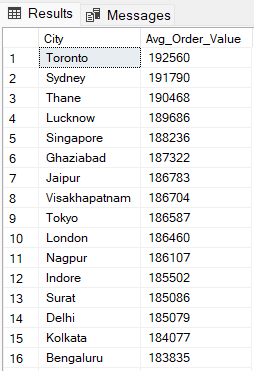 Results Messages
City Avg_Order_Value
1 Toronto 192560
2 Sydney 191790
3 Thane 190468
4 Lucknow 189686
5 Singapore 188236
6 Ghaziabad 187322
7 Jaipur 186783
8 Visakhapatnam 186704
9 Tokyo 186587
10 London 186460
11 Nagpur 186107
12 Indore 185502
13 Surat 185086
14 Delhi 185079
15 Kolkata 184077
16 Bengaluru 183835